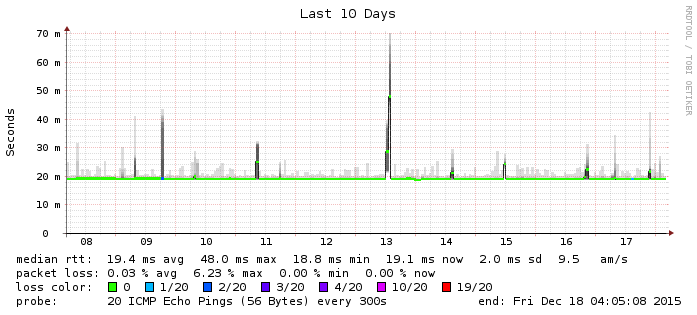 Last 10 Days
RRDTOOL / TOBI OETIKER
Seconds
70 m
60 m
50 m
40 m
30 m
20 m
10 m
0
08 09 10 11 12 13 14 15 16 17
median rtt: 19.4 ms avg 48.0 ms max 18.8 ms min 19.1 ms now 2.0 ms sd 9.5 am/s
packet loss: 0.03 % avg 6.23 % max 0.00 % min 0.00 % now
loss color: 0 1/20 2/20 3/20 4/20 10/20 19/20
probe: 20 ICMP Echo Pings (56 Bytes) every 300s end: Fri Dec 18 04:05:08 2015